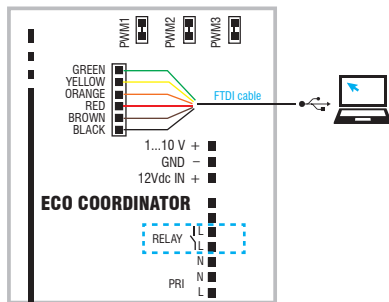 PWM1 PWM2 PWM3
GREEN
YELLOW
ORANGE
RED
BROWN
BLACK
FTDI cable
1...10 V +
GND –
12Vdc IN +
ECO COORDINATOR
RELAY
L
L
N
PRI
N
L